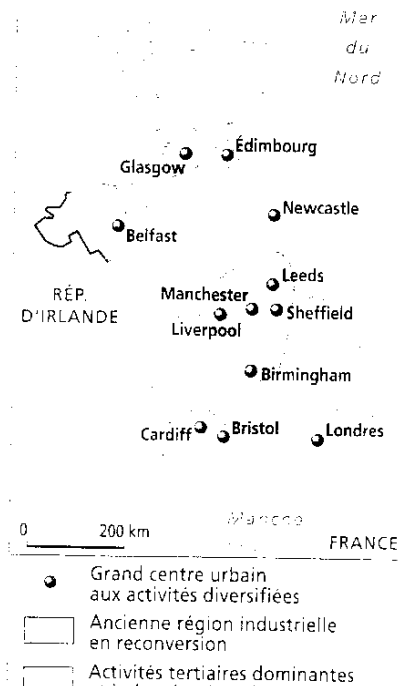 Mer
du
Nord
Édimbourg
Glasgow
Newcastle
Belfast
Leeds
RÉP.
D'IRLANDE
Manchester
Sheffield
Liverpool
Birmingham
Cardiff
Bristol
Londres
Manche
0 200 km
FRANCE
Grand centre urbain
aux activités diversifiées
Ancienne région industrielle
en reconversion
Activités tertiaires dominantes